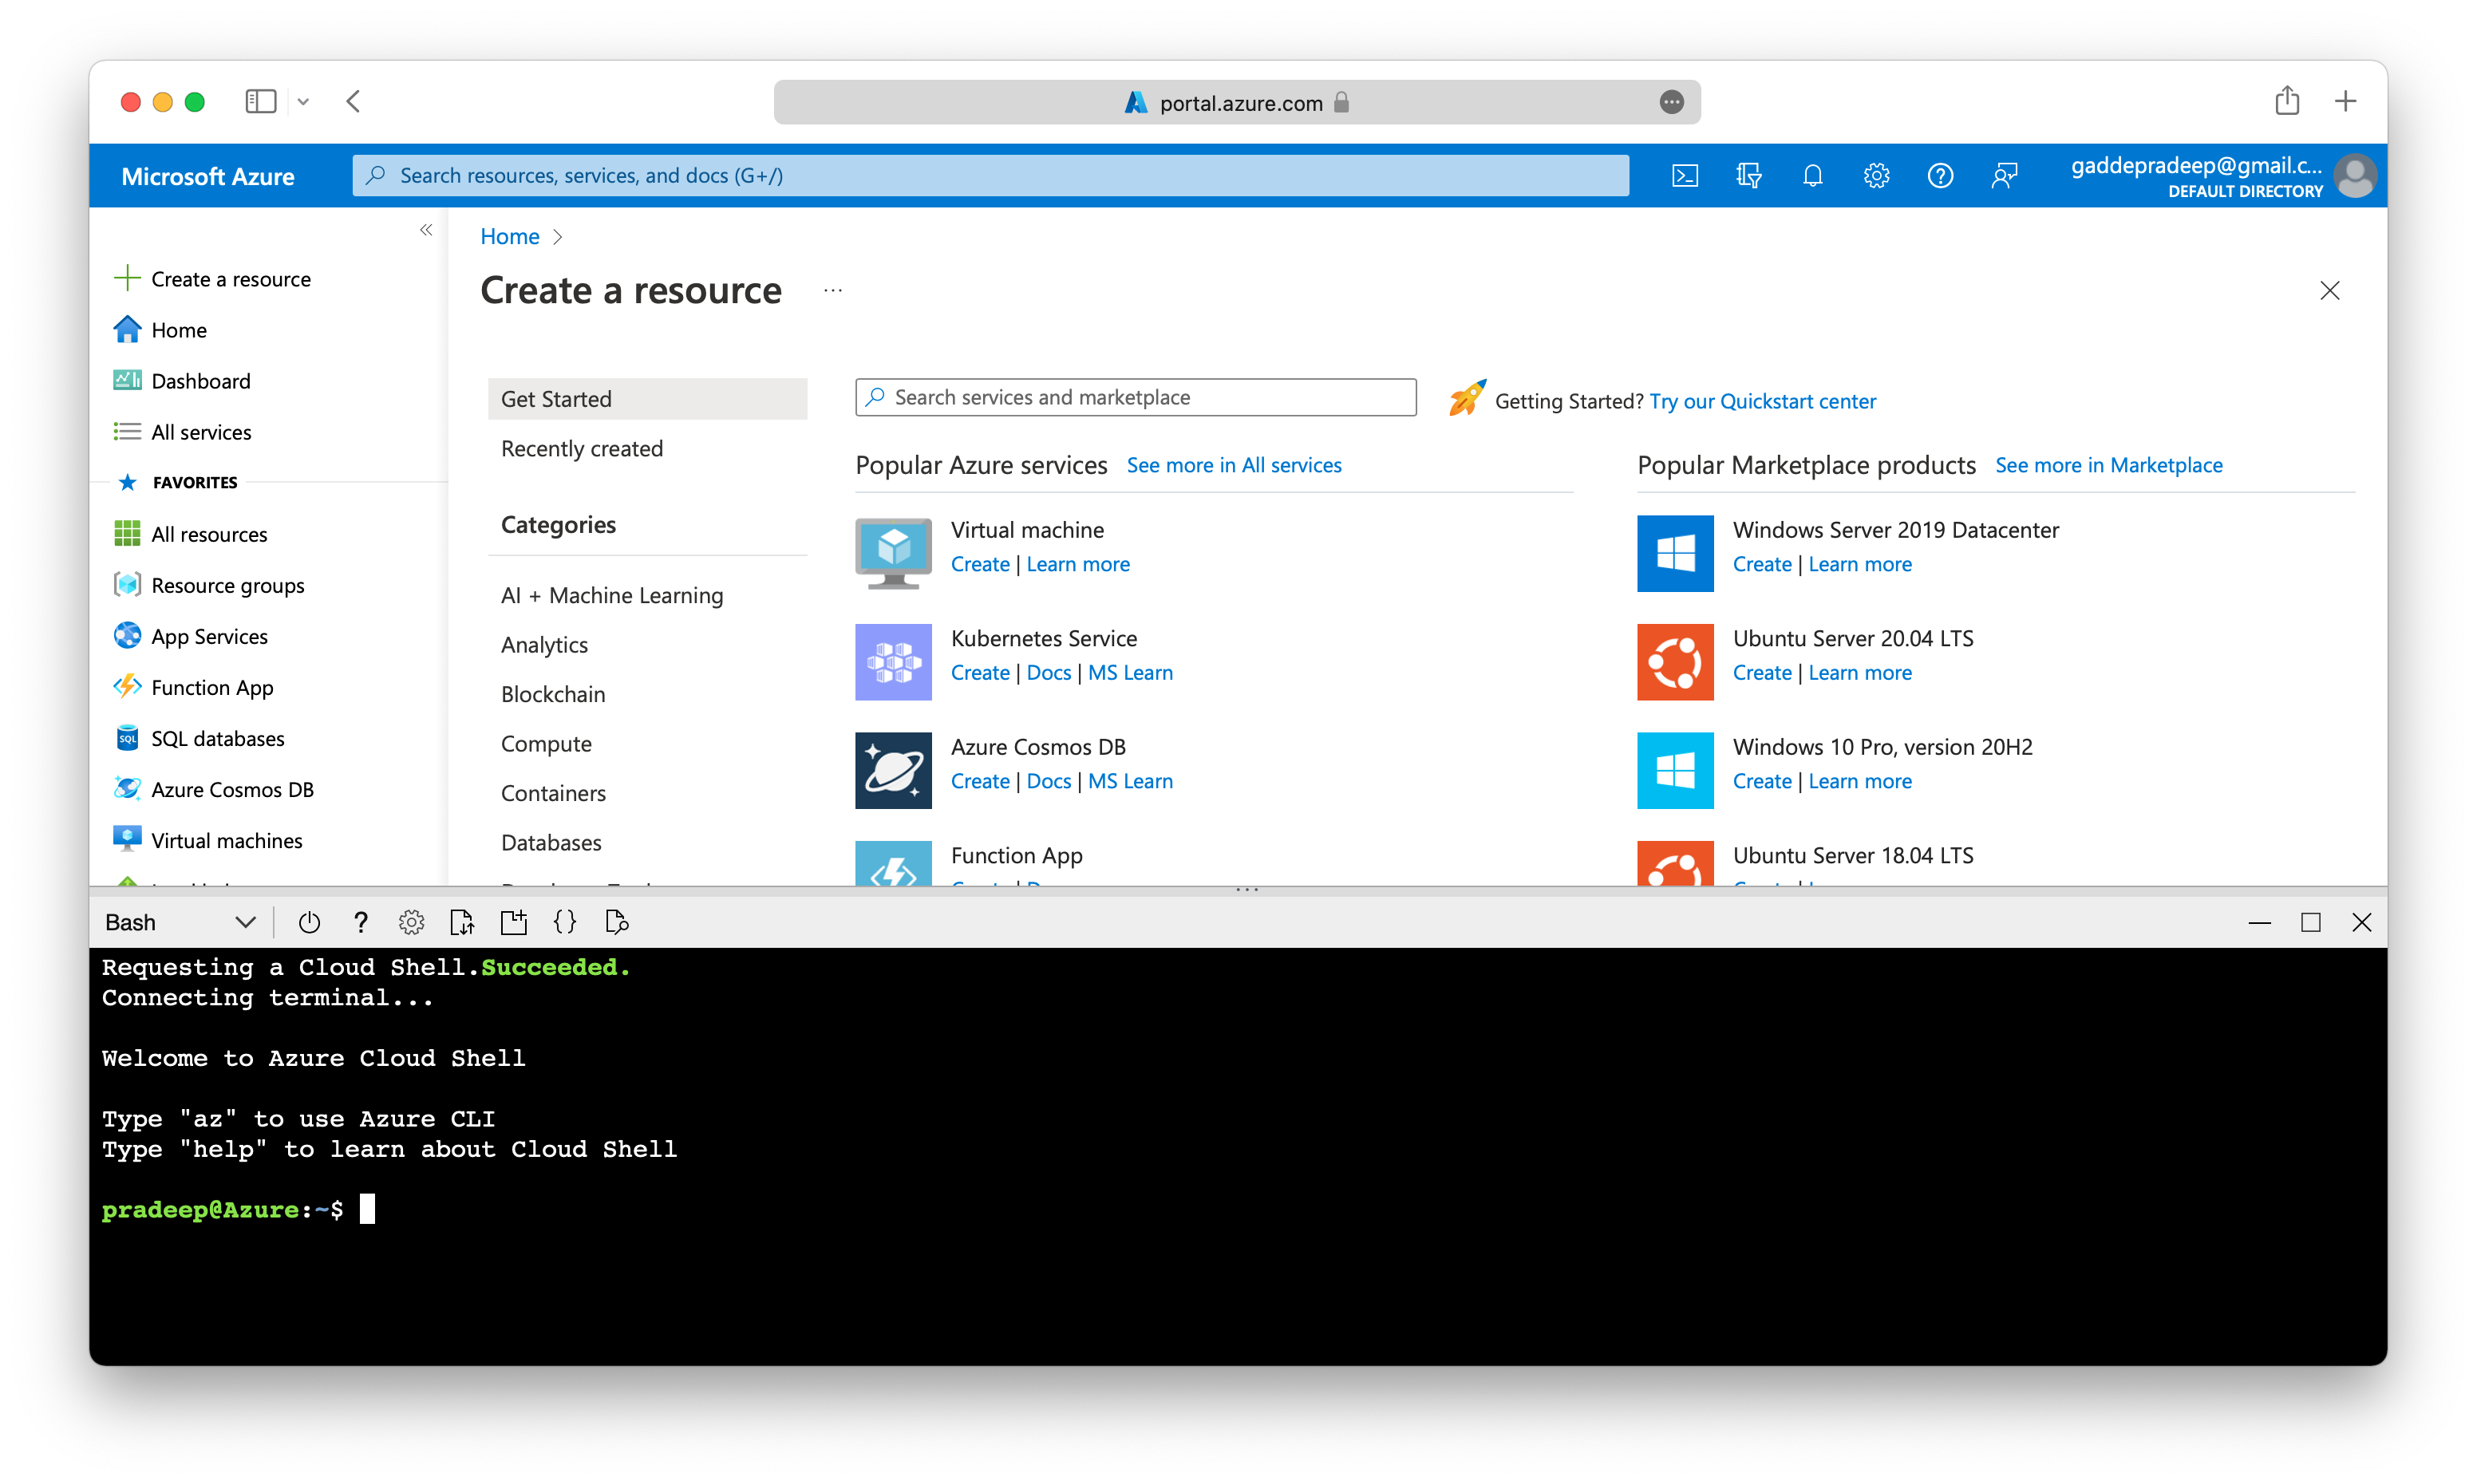 portal.azure.com
Microsoft Azure
Search resources, services, and docs (G+/)
gaddepradeep@gmail.c...
DEFAULT DIRECTORY
Create a resource
Home
Dashboard
All services
FAVORITES
All resources
Resource groups
App Services
Function App
SQL
SQL databases
Azure Cosmos DB
Virtual machines
Home
Create a resource
Get Started
Recently created
Categories
AI + Machine Learning
Analytics
Blockchain
Compute
Containers
Databases
Search services and marketplace
Getting Started? Try our Quickstart center
Popular Azure services See more in All services
Virtual machine
Create | Learn more
Kubernetes Service
Create | Docs | MS Learn
Azure Cosmos DB
Create | Docs | MS Learn
Function App
Popular Marketplace products See more in Marketplace
Windows Server 2019 Datacenter
Create | Learn more
Ubuntu Server 20.04 LTS
Create | Learn more
Windows 10 Pro, version 20H2
Create | Learn more
Ubuntu Server 18.04 LTS
Bash
Requesting a Cloud Shell.Succeeded.
Connecting terminal...
Welcome to Azure Cloud Shell
Type "az" to use Azure CLI
Type "help" to learn about Cloud Shell
pradeep@Azure:~$